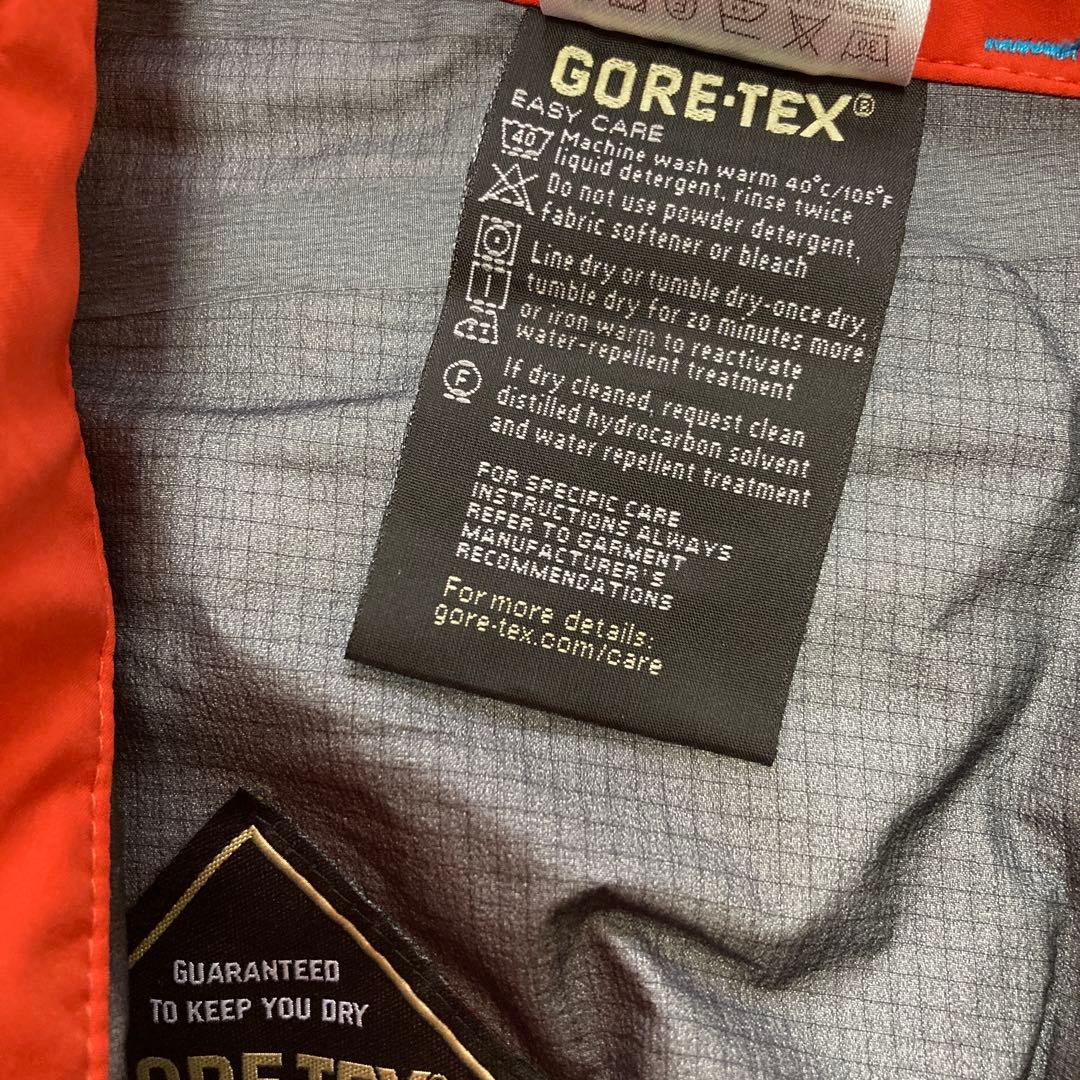 GORE-TEX®
EASY CARE
40
Machine wash warm 40°C/105°F
liquid detergent, rinse twice
Do not use powder detergent,
fabric softener or bleach
Line dry or tumble dry-once dry,
tumble dry for 20 minutes more
or iron warm to reactivate
water-repellent treatment
F
If dry cleaned, request clean
distilled hydrocarbon solvent
and water repellent treatment
FOR SPECIFIC CARE
INSTRUCTIONS ALWAYS
REFER TO GARMENT
MANUFACTURER'S
RECOMMENDATIONS
For more details:
gore-tex.com/care
GUARANTEED
TO KEEP YOU DRY
GORE-TEX®